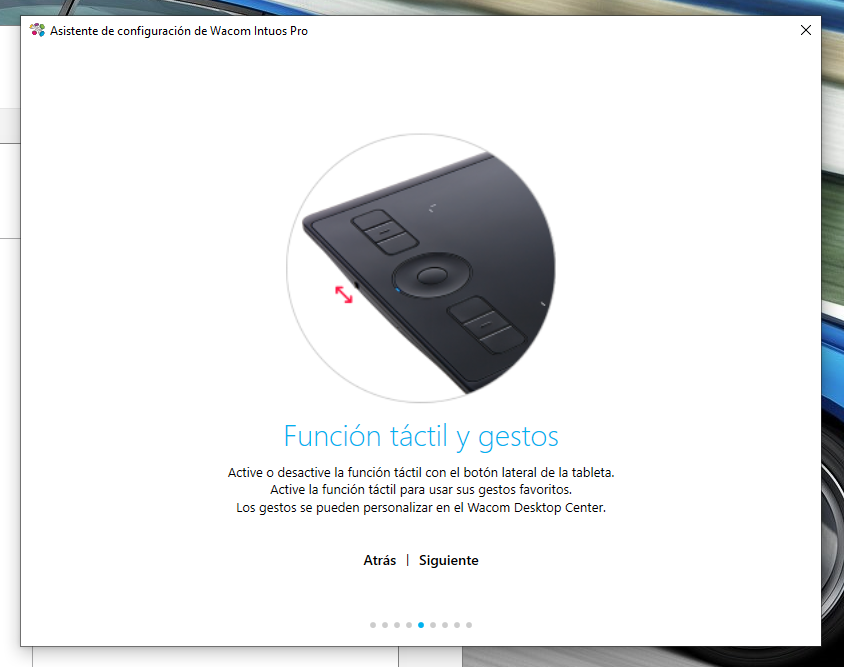 Asistente de configuración de Wacom Intuos Pro
Función táctil y gestos
Active o desactive la función táctil con el botón lateral de la tableta.
Active la función táctil para usar sus gestos favoritos.
Los gestos se pueden personalizar en el Wacom Desktop Center.
Atrás | Siguiente